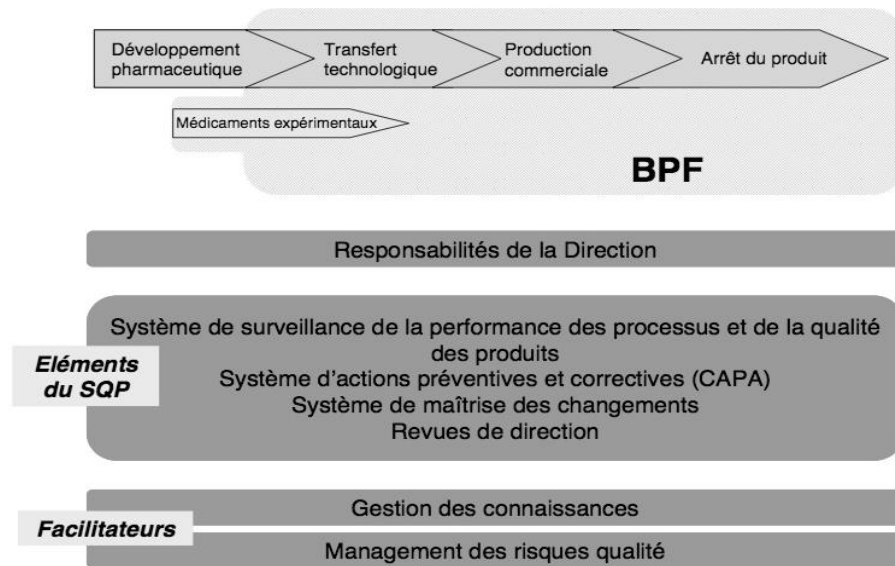 Développement
pharmaceutique
Transfert
technologique
Production
commerciale
Arrêt du produit
Médicaments expérimentaux
BPF
Responsabilités de la Direction
Eléments
du SQP
Système de surveillance de la performance des processus et de la qualité
des produits
Système d'actions préventives et correctives (CAPA)
Système de maîtrise des changements
Revues de direction
Facilitateurs
Gestion des connaissances
Management des risques qualité